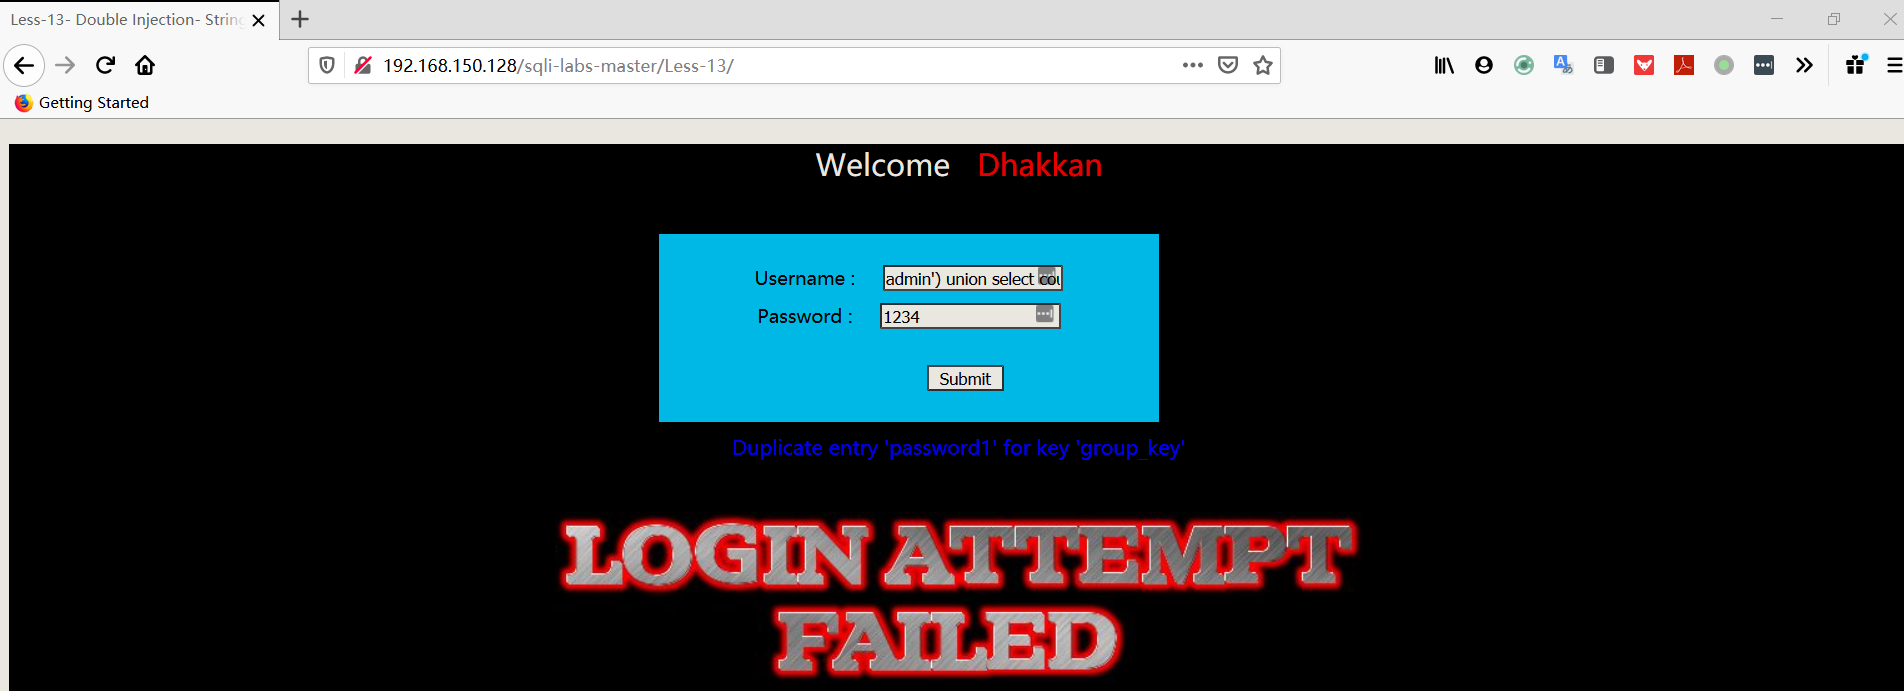 Less-13- Double Injection- String
192.168.150.128/sqli-labs-master/Less-13/
Getting Started
Welcome Dhakkan
Username :
admin') union select cou
Password :
1234
Submit
Duplicate entry 'password1' for key 'group_key'
LOGIN ATTEMPT
FAILED